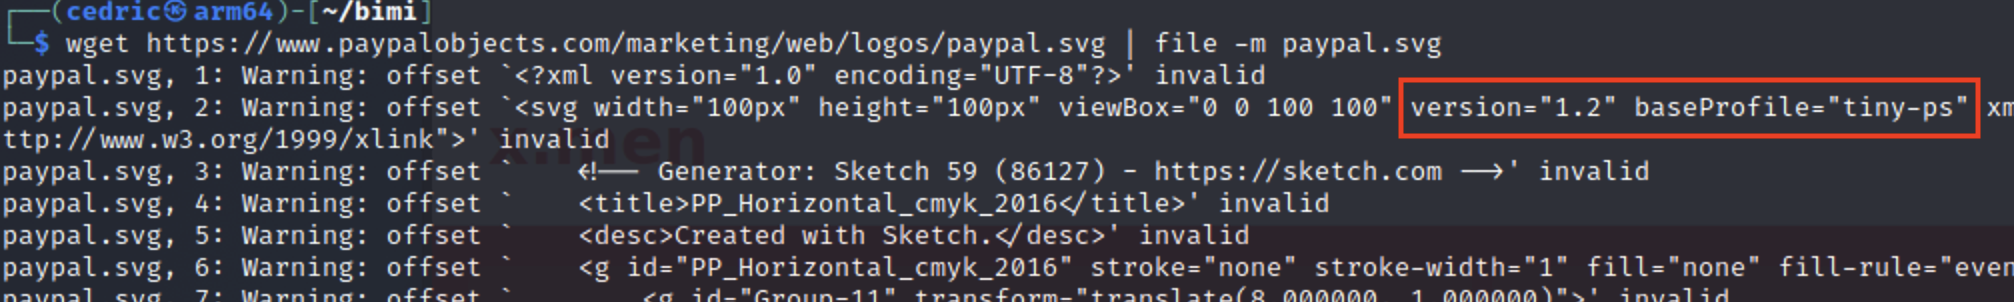 ┌──(cedric㉿arm64)-[~/bimi]
└─$ wget https://www.paypalobjects.com/marketing/web/logos/paypal.svg | file -m paypal.svg
paypal.svg, 1: Warning: offset `<?xml version="1.0" encoding="UTF-8"?>' invalid
paypal.svg, 2: Warning: offset `<svg width="100px" height="100px" viewBox="0 0 100 100" version="1.2" baseProfile="tiny-ps" xm
ttp://www.w3.org/1999/xlink">' invalid
paypal.svg, 3: Warning: offset `    <!-- Generator: Sketch 59 (86127) - https://sketch.com -->' invalid
paypal.svg, 4: Warning: offset `    <title>PP_Horizontal_cmyk_2016</title>' invalid
paypal.svg, 5: Warning: offset `    <desc>Created with Sketch.</desc>' invalid
paypal.svg, 6: Warning: offset `    <g id="PP_Horizontal_cmyk_2016" stroke="none" stroke-width="1" fill="none" fill-rule="even
paypal.svg, 7: Warning: offset `        <g id="Group-11" transform="translate(8.000000, 1.000000)">' invalid